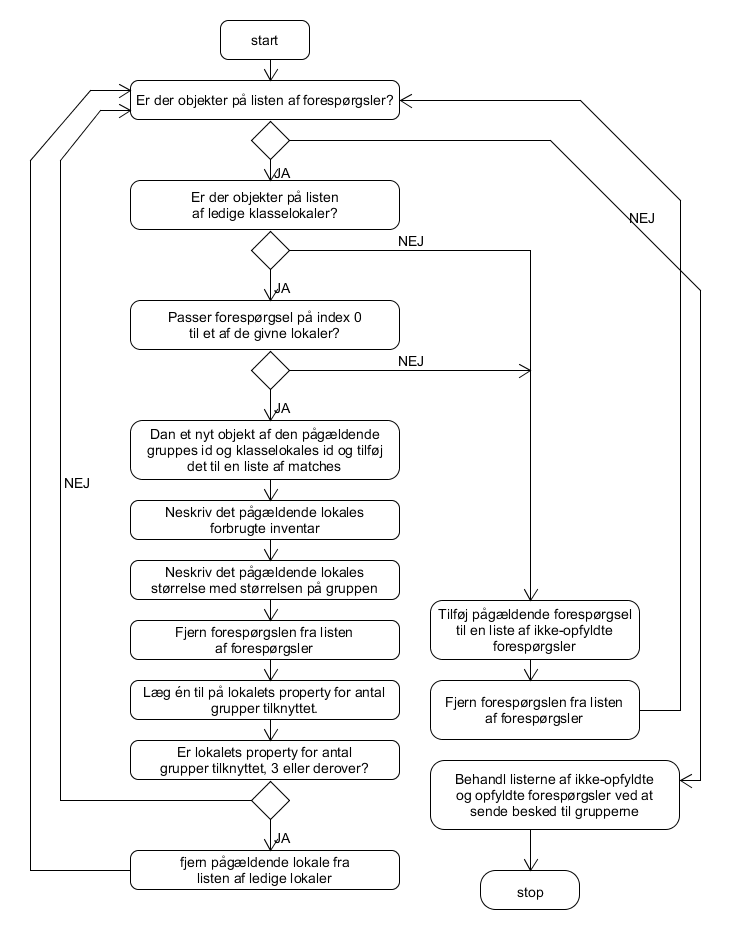 start
Er der objekter på listen af forespørgsler?
JA
NEJ
Er der objekter på listen
af ledige klasselokaler?
NEJ
JA
Passer forespørgsel på index 0
til et af de givne lokaler?
NEJ
JA
Dan et nyt objekt af den pågældende
gruppes id og klasselokales id og tilføj
det til en liste af matches
NEJ
Neskriv det pågældende lokales
forbrugte inventar
Neskriv det pågældende lokales
størrelse med størrelsen på gruppen
Fjern forespørgslen fra listen
af forespørgsler
Læg én til på lokalets property for antal
grupper tilknyttet.
Er lokalets property for antal
grupper tilknyttet, 3 eller derover?
JA
fjern pågældende lokale fra
listen af ledige lokaler
Tilføj pågældende forespørgsel
til en liste af ikke-opfyldte
forespørgsler
Fjern forespørgslen fra listen
af forespørgsler
Behandl listerne af ikke-opfyldte
og opfyldte forespørgsler ved at
sende besked til grupperne
stop